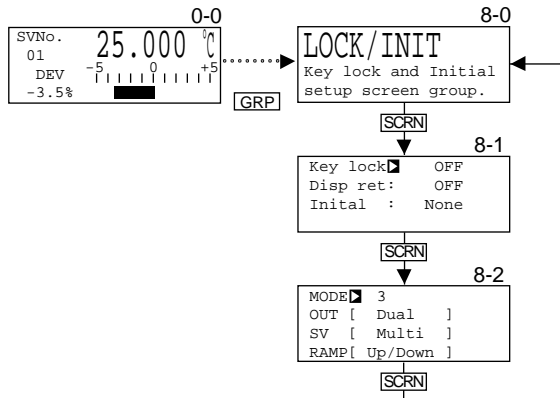 0-0
SVNo.
01
25.000 ℃
DEV
-5 0 +5
-3.5%
GRP
8-0
LOCK/INIT
Key lock and Initial
setup screen group.
SCRN
8-1
Key lock OFF
Disp ret: OFF
Inital : None
SCRN
8-2
MODE 3
OUT [ Dual ]
SV [ Multi ]
RAMP[ Up/Down ]
SCRN